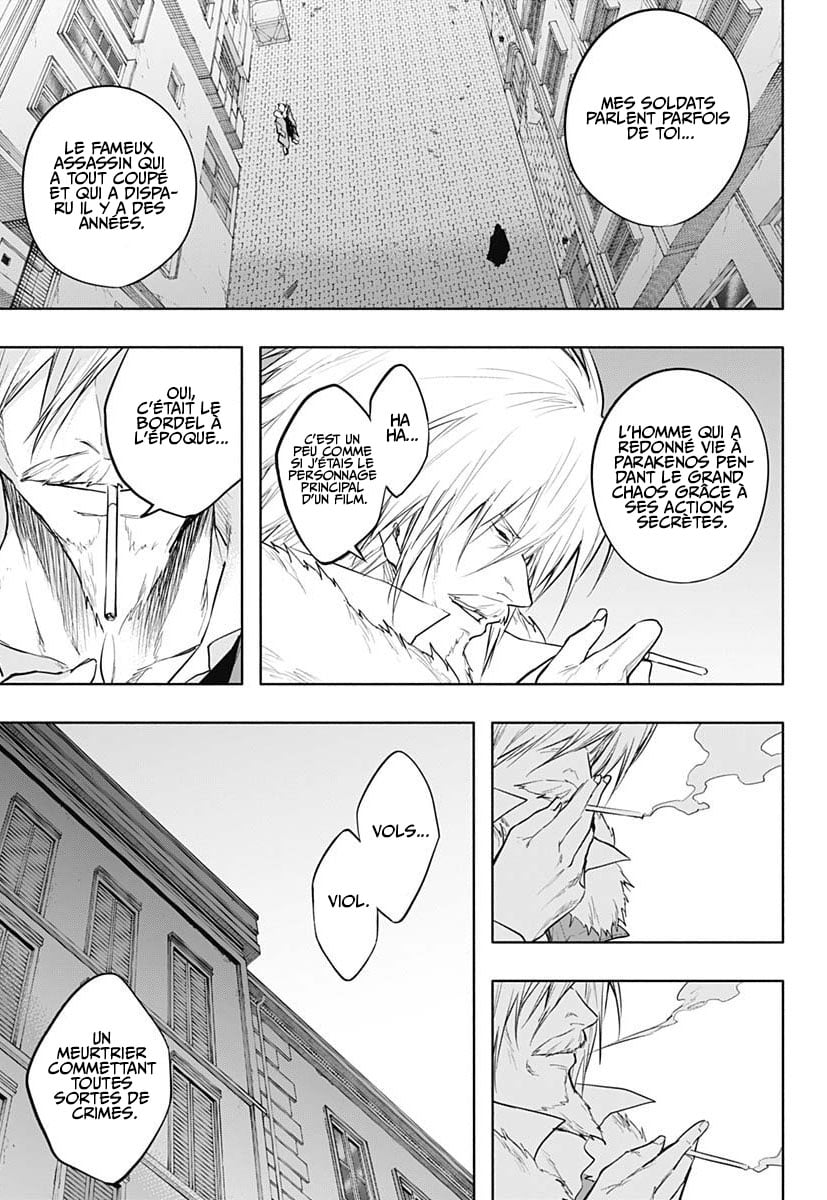 MES SOLDATS
PARLENT PARFOIS
DE TOI...
LE FAMEUX
ASSASSIN QUI
A TOUT COUPÉ
ET QUI A DISPA-
RU IL Y A DES
ANNÉES.
L'HOMME QUI A
REDONNÉ VIE À
PARAKENOS PEN-
DANT LE GRAND
CHAOS GRÂCE À
SES ACTIONS
SECRÈTES.
HA
HA...
C'EST UN
PEU COMME
SI J'ÉTAIS LE
PERSONNAGE
PRINCIPAL
D'UN FILM.
OUI,
C'ÉTAIT LE
BORDEL À
L'ÉPOQUE...
VOLS...
VIOL.
UN
MEURTRIER
COMMETTANT
TOUTES
SORTES DE
CRIMES.